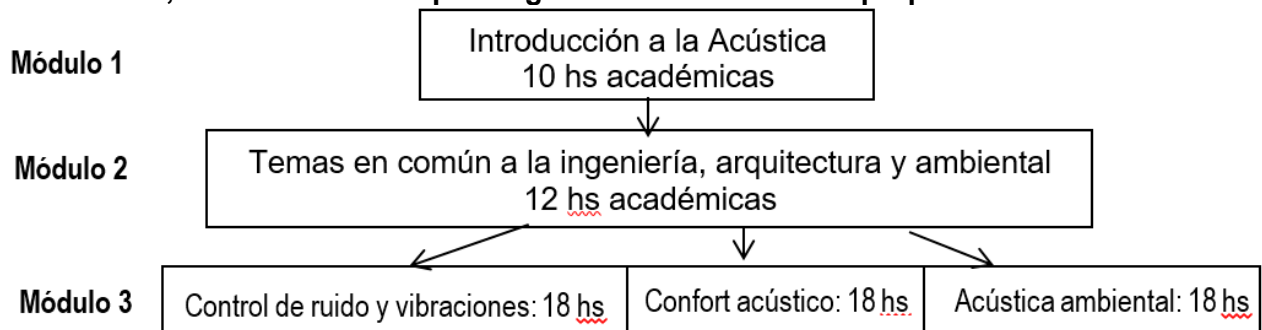 Módulo 1
Introducción a la Acústica
10 hs académicas
Módulo 2
Temas en común a la ingeniería, arquitectura y ambiental
12 hs académicas
Módulo 3
Control de ruido y vibraciones: 18 hs
Confort acústico: 18 hs
Acústica ambiental: 18 hs